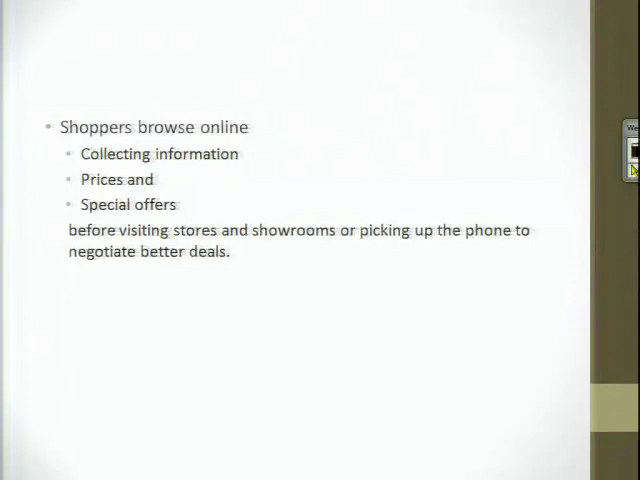 • Shoppers browse online
• Collecting information
• Prices and
• Special offers
before visiting stores and showrooms or picking up the phone to
negotiate better deals.
We